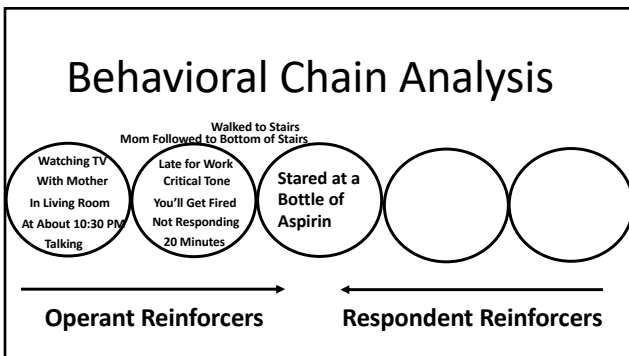 Behavioral Chain Analysis
Walked to Stairs
Mom Followed to Bottom of Stairs
Watching TV
With Mother
In Living Room
At About 10:30 PM
Talking
Late for Work
Critical Tone
You'll Get Fired
Not Responding
20 Minutes
Stared at a
Bottle of
Aspirin
Operant Reinforcers
Respondent Reinforcers